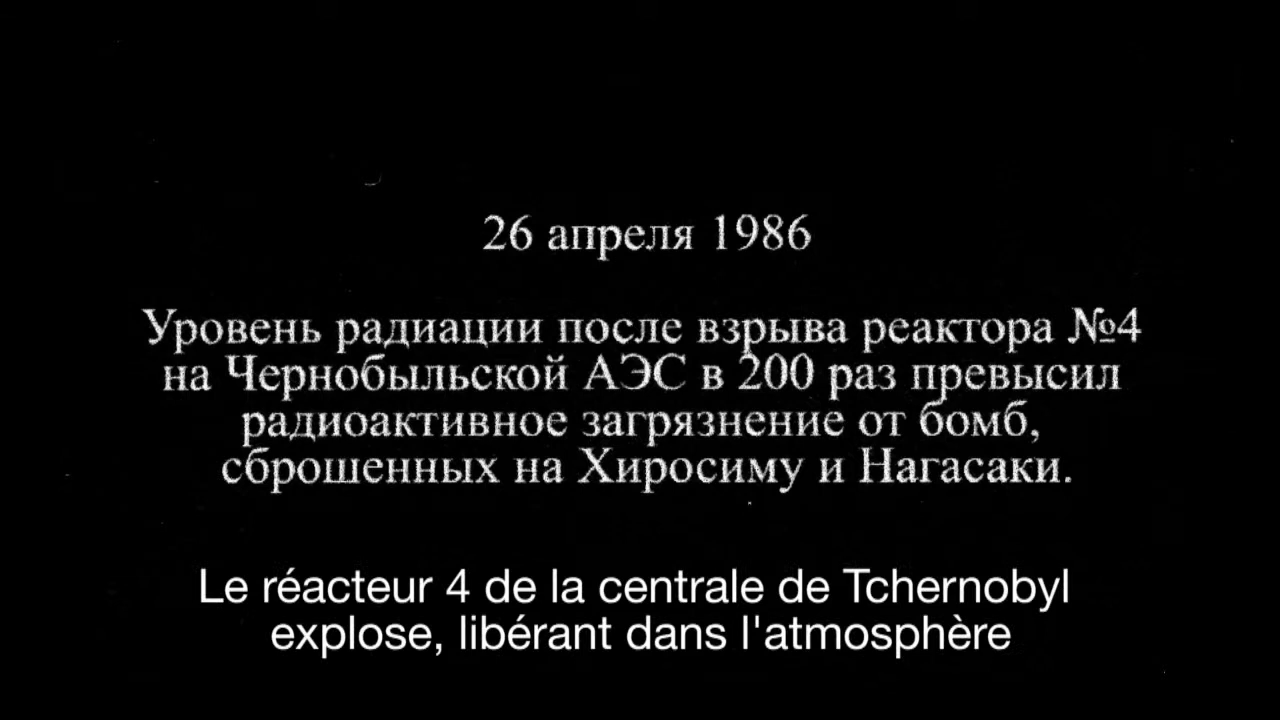 26 апреля 1986
Уровень радиации после взрыва реактора №4
на Чернобыльской АЭС в 200 раз превысил
радиоактивное загрязнение от бомб,
сброшенных на Хиросиму и Нагасаки.
Le réacteur 4 de la centrale de Tchernobyl
explose, libérant dans l'atmosphère